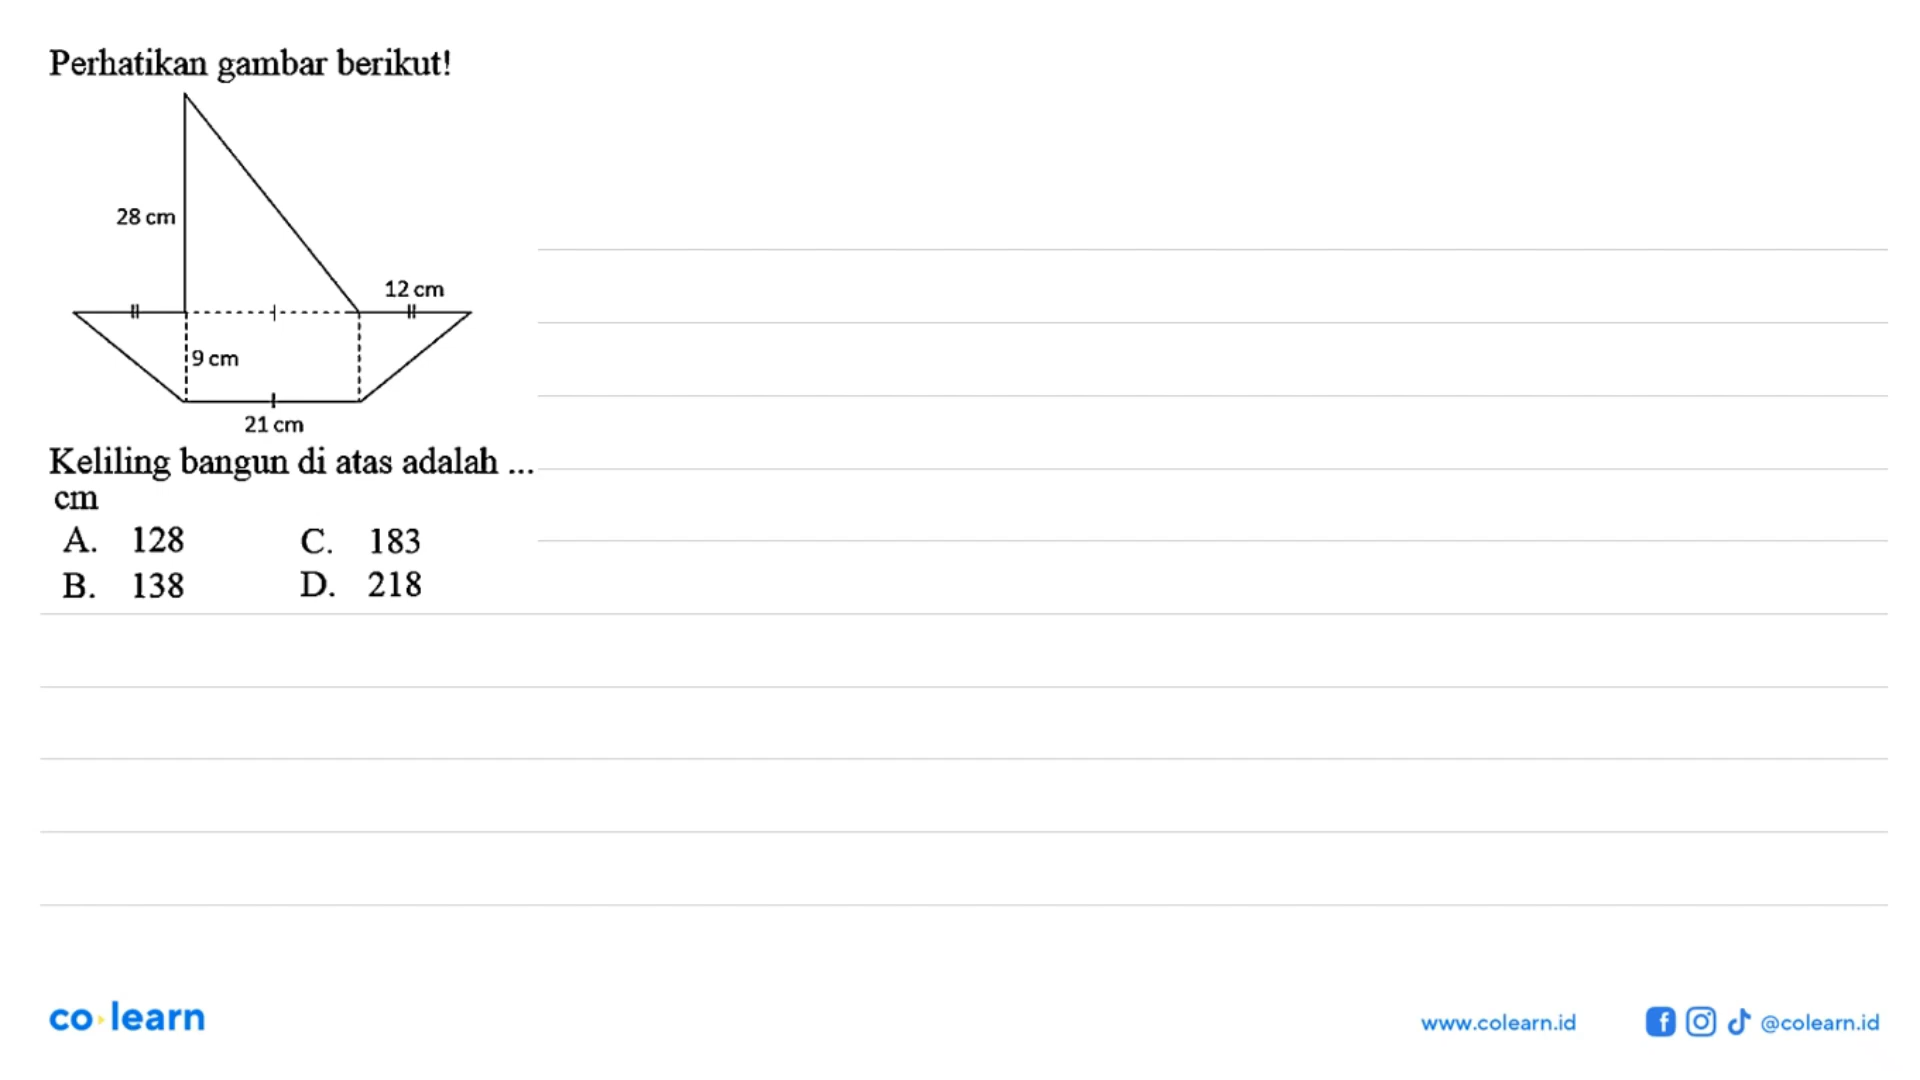 Perhatikan gambar berikut!
28 cm
12 cm
9 cm
21 cm
Keliling bangun di atas adalah ...
cm
A. 128 C. 183
B. 138 D. 218
co learn
www.colearn.id @colearn.id